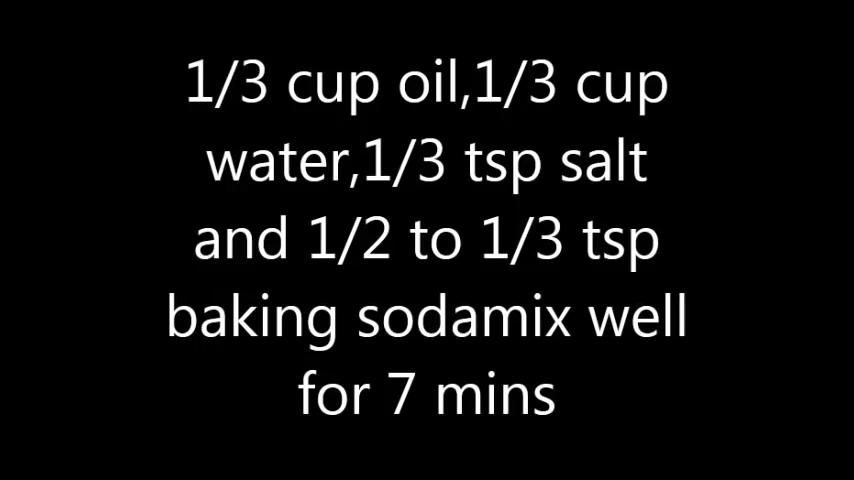 1/3 cup oil,1/3 cup
water,1/3 tsp salt
and 1/2 to 1/3 tsp
baking sodamix well
for 7 mins